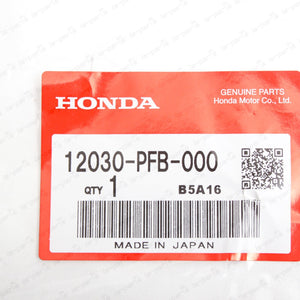 GENUINE PARTS
HONDA
Honda Motor Co., Ltd.
12030-PFB-000
QTY 1
B5A16
MADE IN JAPAN